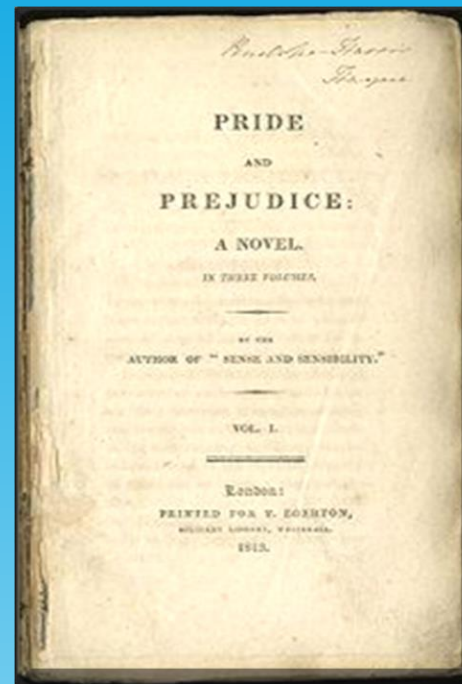 PRIDE
AND
PREJUDICE:
A NOVEL.
IN THREE VOLUMES.
BY THE
AUTHOR OF “ SENSE AND SENSIBILITY.”
VOL. I.
London:
PRINTED FOR T. EGERTON,
MILITARY LIBRARY, WHITEHALL.
1813.